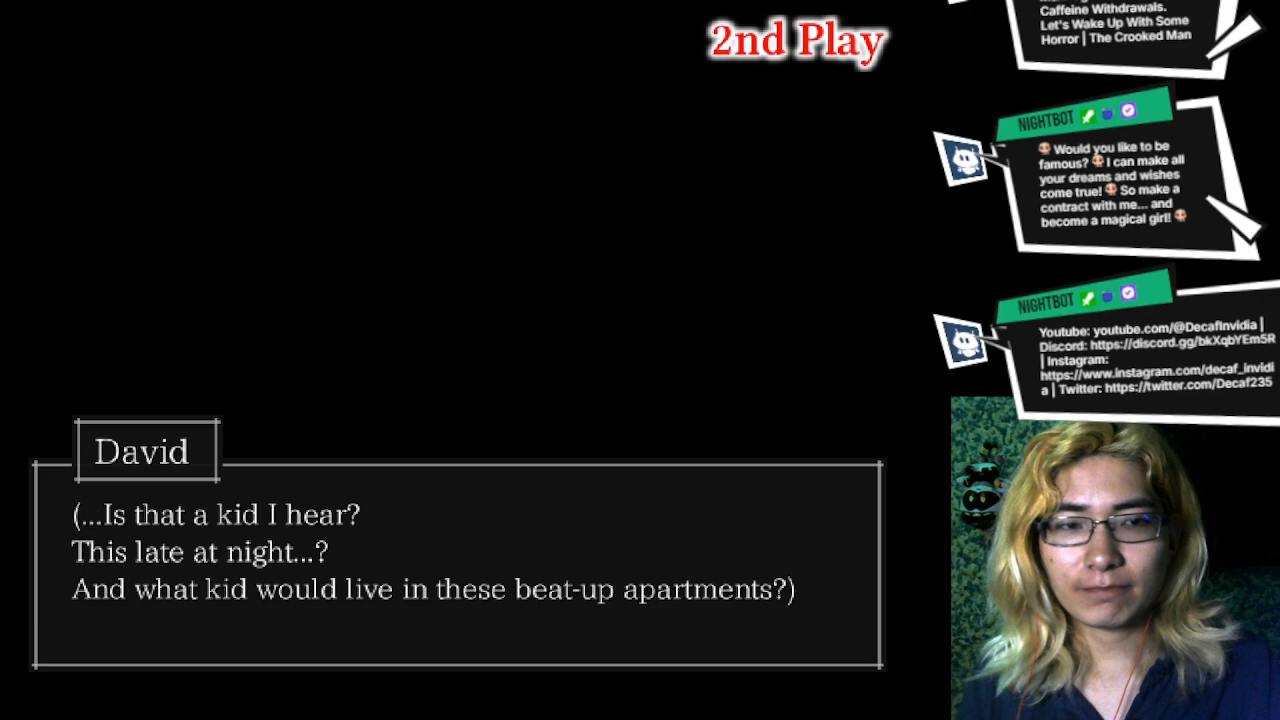 2nd Play
Caffeine Withdrawals.
Let's Wake Up With Some
Horror | The Crooked Man
NIGHTBOT
Would you like to be
famous? I can make all
your dreams and wishes
come true! So make a
contract with me... and
become a magical girl!
NIGHTBOT
Youtube: youtube.com/@DecafInvidia |
Discord: https://discord.gg/bkXqbYEm5R
| Instagram:
https://www.instagram.com/decaf_invidi
a | Twitter: https://twitter.com/Decaf235
David
(...Is that a kid I hear?
This late at night...?
And what kid would live in these beat-up apartments?)